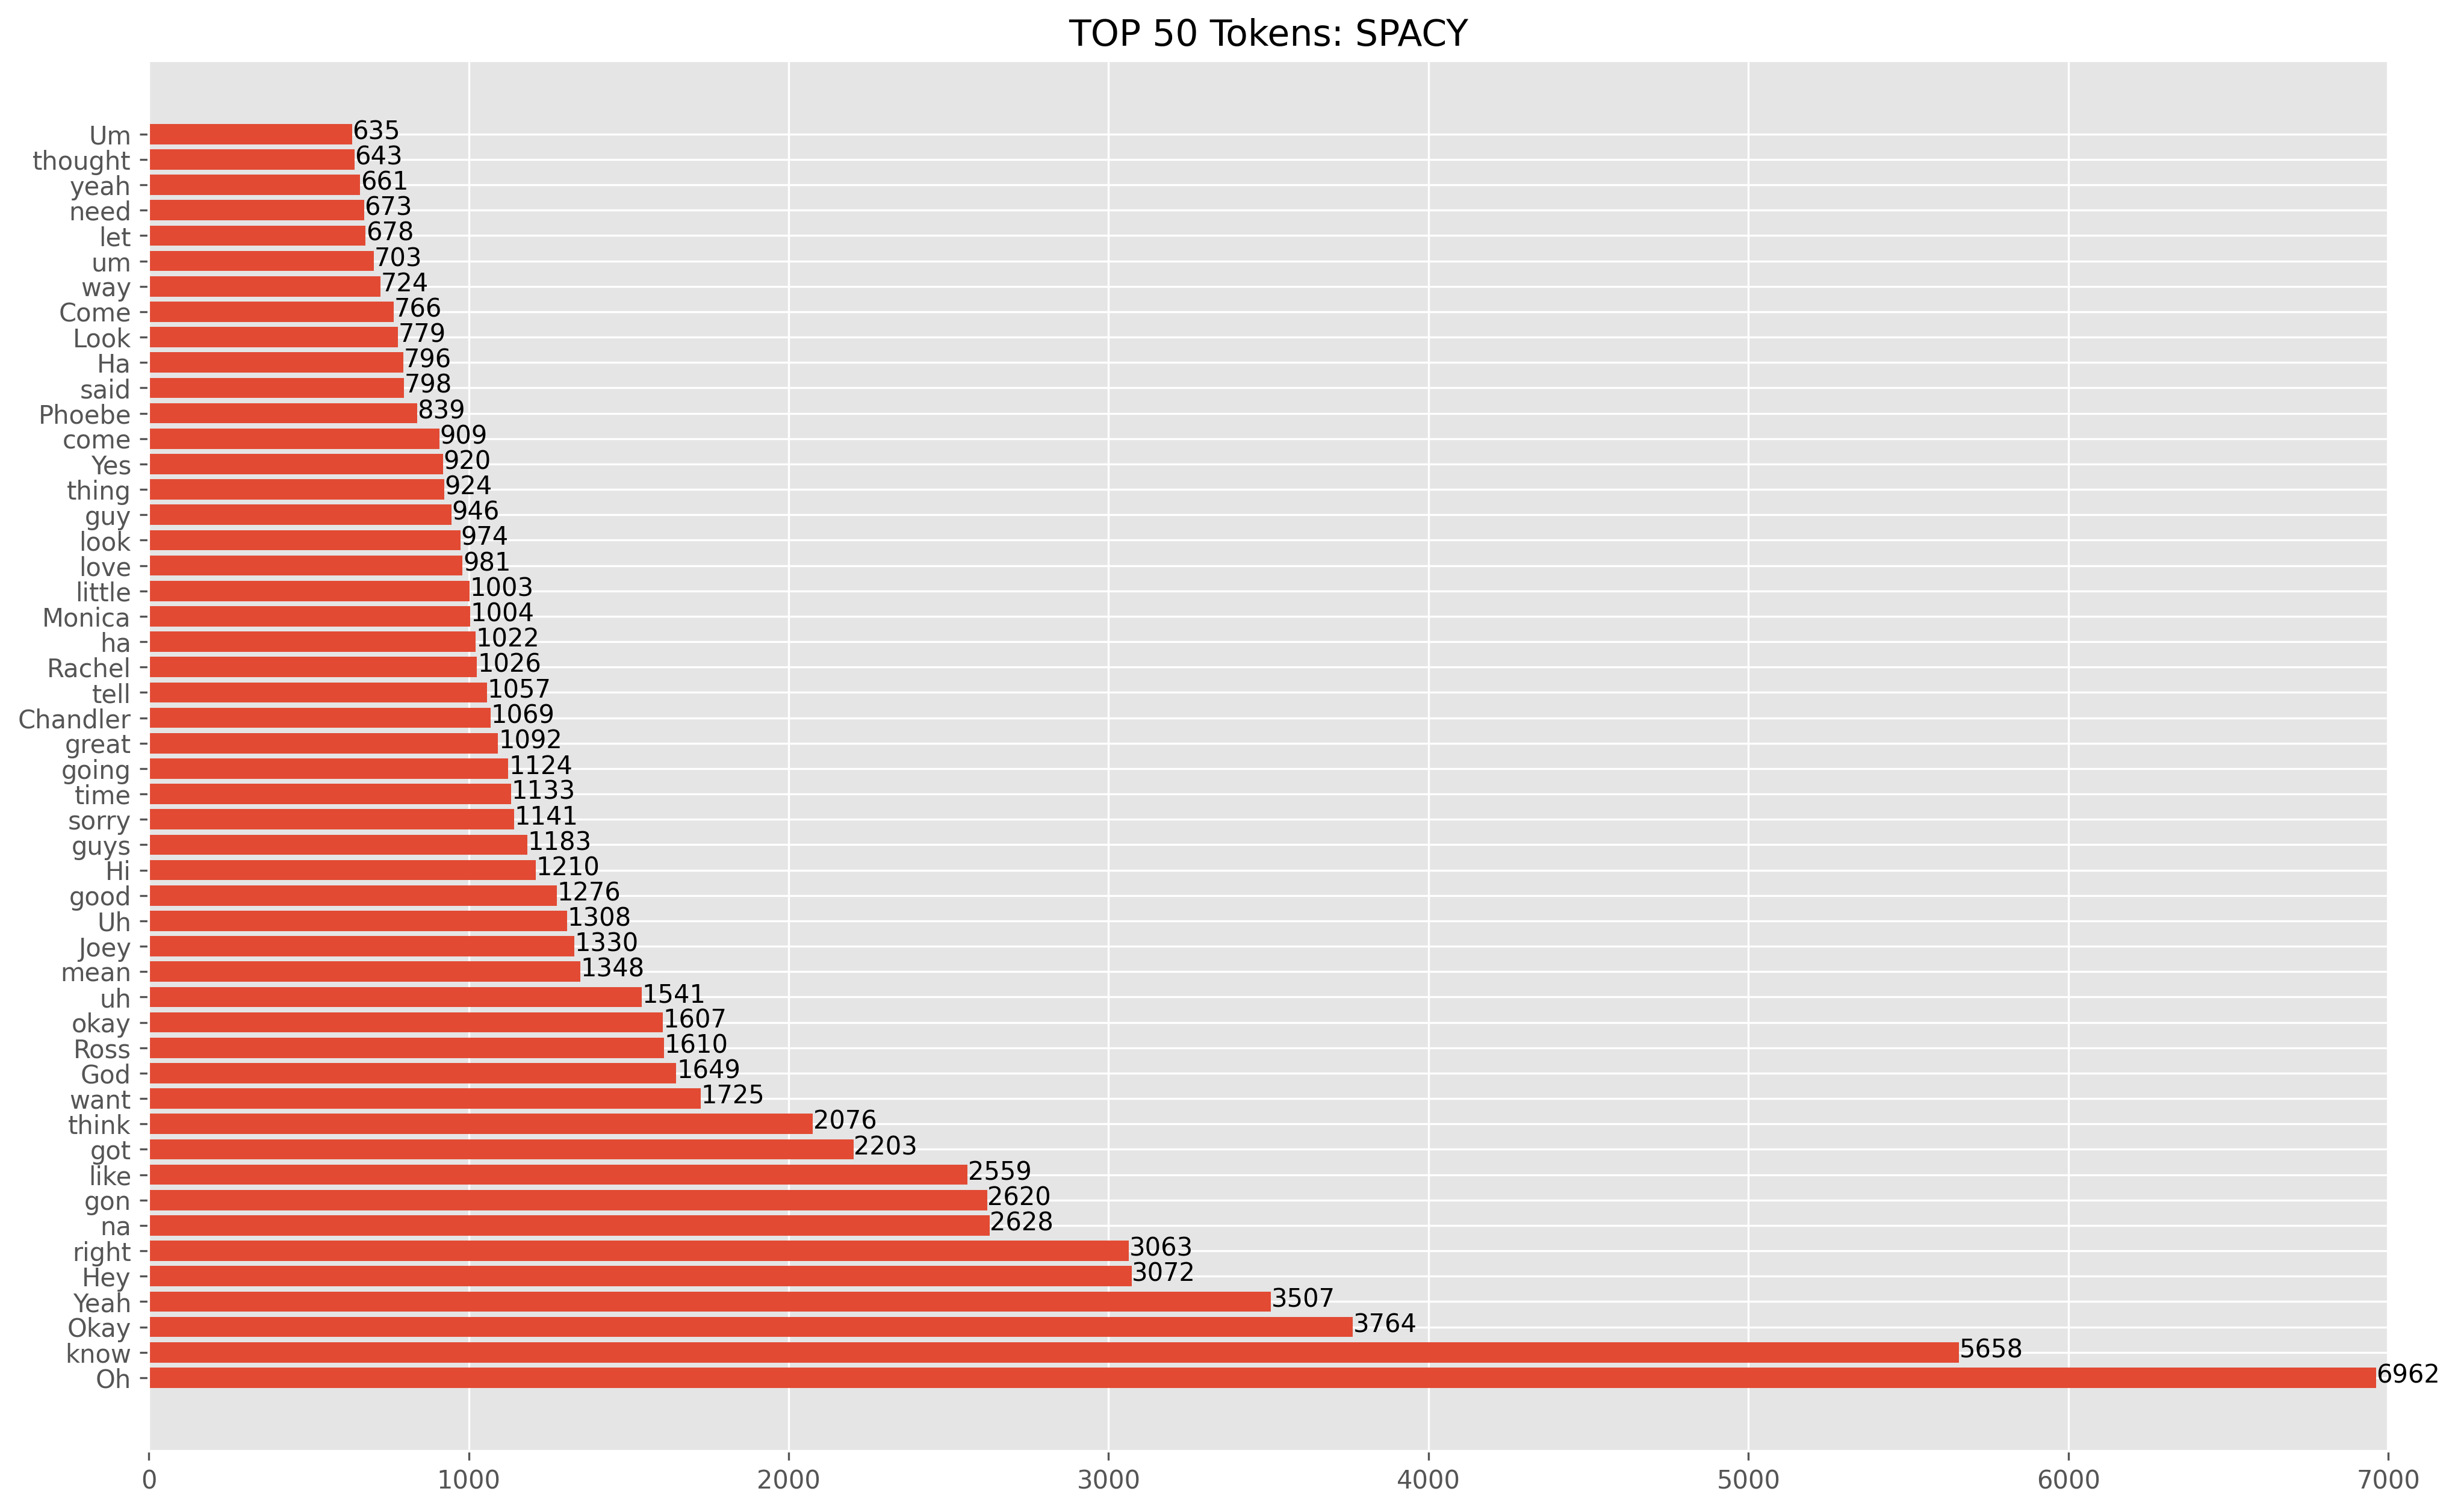 TOP 50 Tokens: SPACY
Um 635
thought 643
yeah 661
need 673
let 678
um 703
way 724
Come 766
Look 779
Ha 796
said 798
Phoebe 839
come 909
Yes 920
thing 924
guy 946
look 974
love 981
little 1003
Monica 1004
ha 1022
Rachel 1026
tell 1057
Chandler 1069
great 1092
going 1124
time 1133
sorry 1141
guys 1183
Hi 1210
good 1276
Uh 1308
Joey 1330
mean 1348
uh 1541
okay 1607
Ross 1610
God 1649
want 1725
think 2076
got 2203
like 2559
gon 2620
na 2628
right 3063
Hey 3072
Yeah 3507
Okay 3764
know 5658
Oh 6962
0 1000 2000 3000 4000 5000 6000 7000